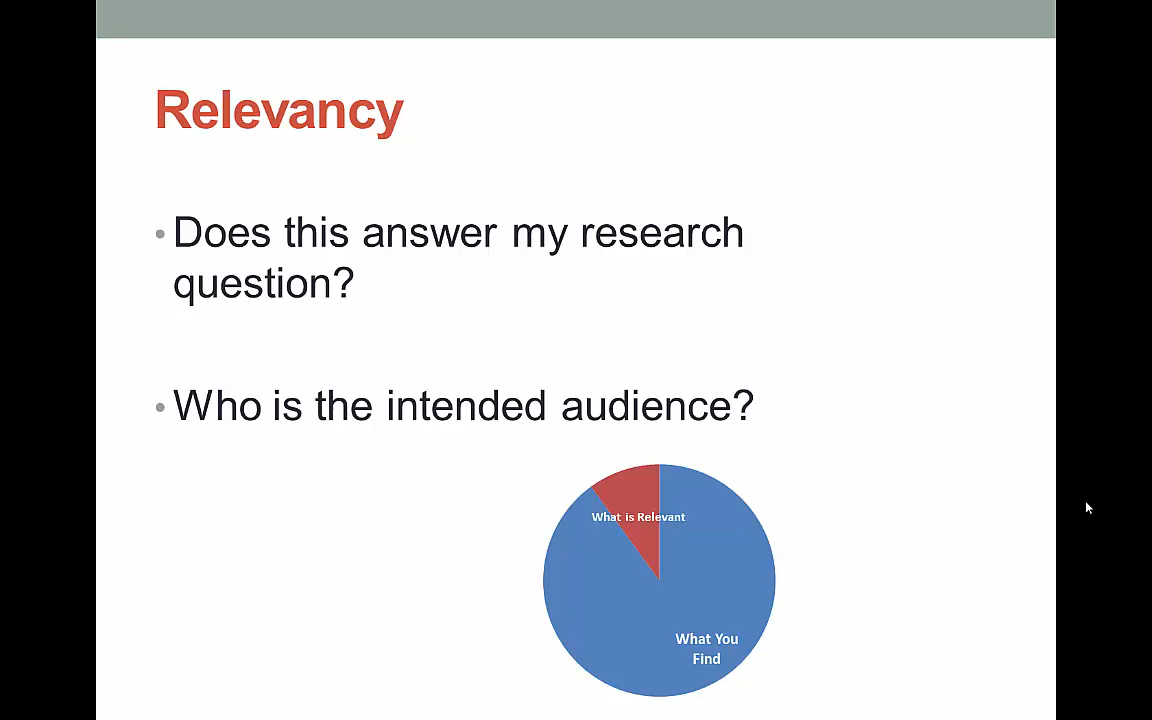 Relevancy
• Does this answer my research
question?
• Who is the intended audience?
What is Relevant
What You
Find